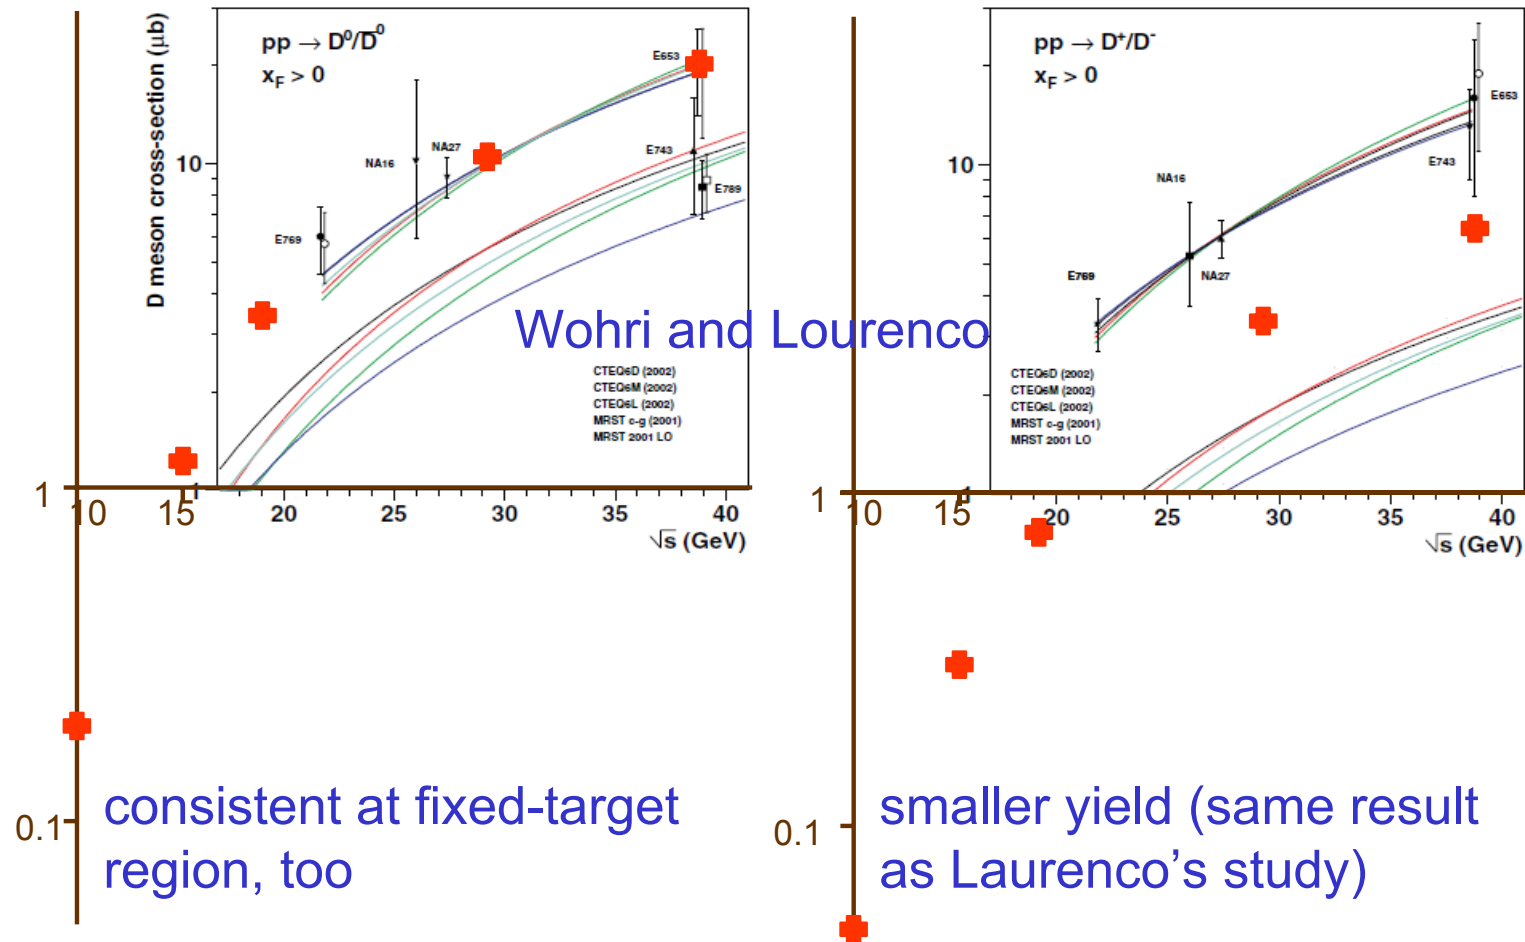 D meson cross-section (μb)
pp → D⁰/D̅⁰
x_F > 0
E653
NA27
NA16
E743
E789
E769
10
CTEQ6D (2002)
CTEQ6M (2002)
CTEQ6L (2002)
MRST c-g (2001)
MRST 2001 LO
1
1
10
15
20
25
30
35
40
√s (GeV)
0.1
consistent at fixed-target
region, too
Wohri and Lourenco
pp → D⁺/D⁻
x_F > 0
E653
E743
NA16
NA27
E769
10
CTEQ6D (2002)
CTEQ6M (2002)
CTEQ6L (2002)
MRST c-g (2001)
MRST 2001 LO
1
1
10
15
20
25
30
35
40
√s (GeV)
0.1
smaller yield (same result
as Laurenco's study)